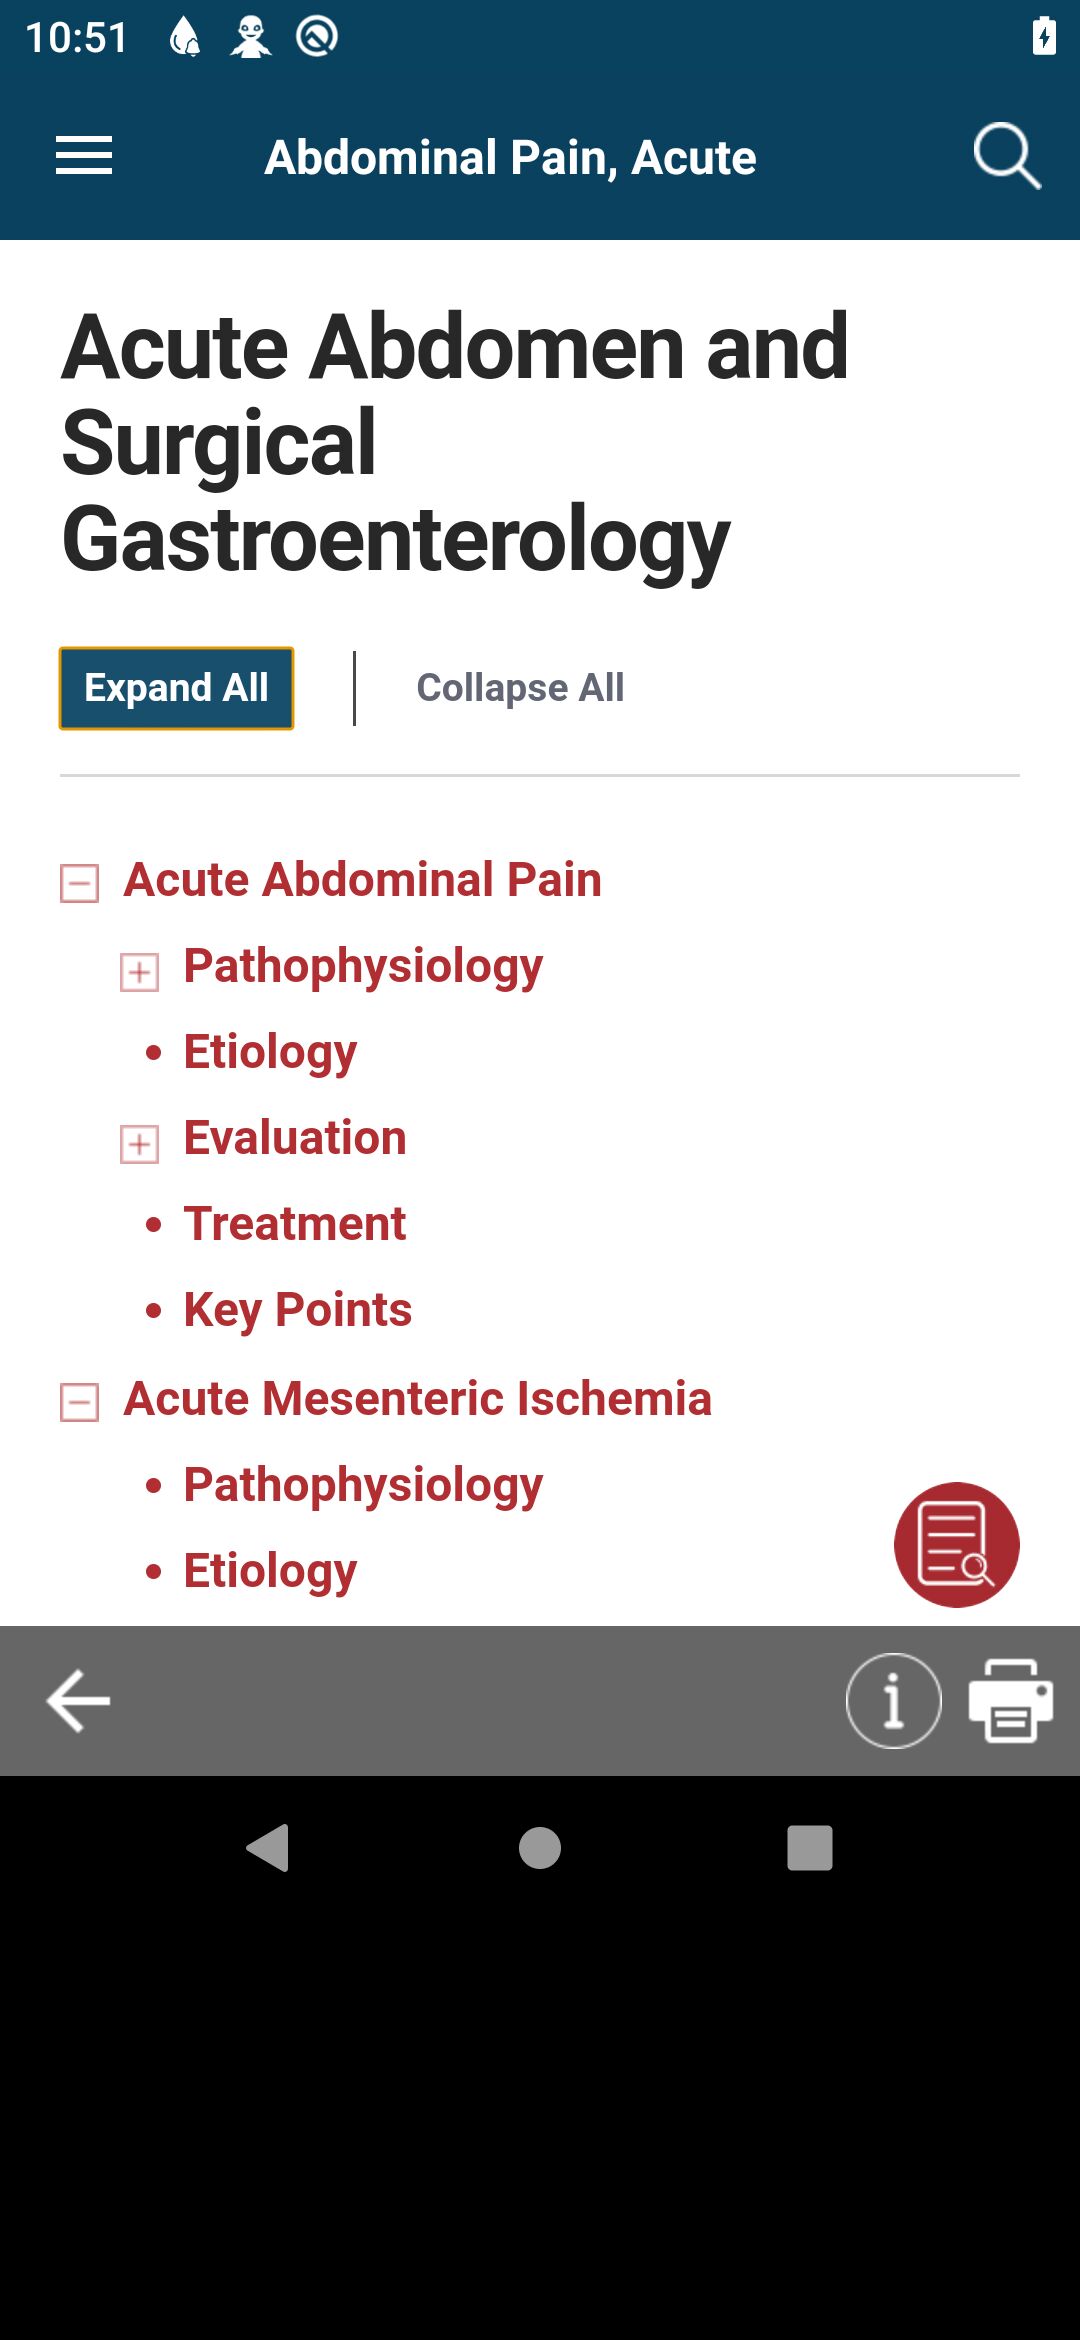 10:51
Abdominal Pain, Acute
Acute Abdomen and
Surgical
Gastroenterology
Expand All
Collapse All
Acute Abdominal Pain
Pathophysiology
Etiology
Evaluation
Treatment
Key Points
Acute Mesenteric Ischemia
Pathophysiology
Etiology